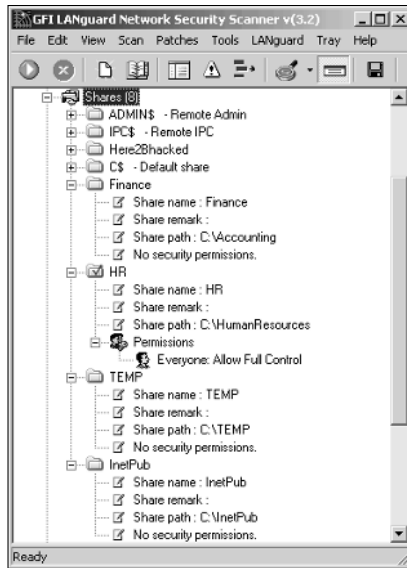 GFI LANguard Network Security Scanner v(3.2)
File Edit View Scan Patches Tools LANguard Tray Help
Shares (8)
ADMIN$ - Remote Admin
IPC$ - Remote IPC
Here2Bhacked
C$ - Default share
Finance
Share name : Finance
Share remark :
Share path : C:\Accounting
No security permissions.
HR
Share name : HR
Share remark :
Share path : C:\HumanResources
Permissions
Everyone: Allow Full Control
TEMP
Share name : TEMP
Share remark :
Share path : C:\TEMP
No security permissions.
InetPub
Share name : InetPub
Share remark :
Share path : C:\InetPub
No security permissions.
Ready